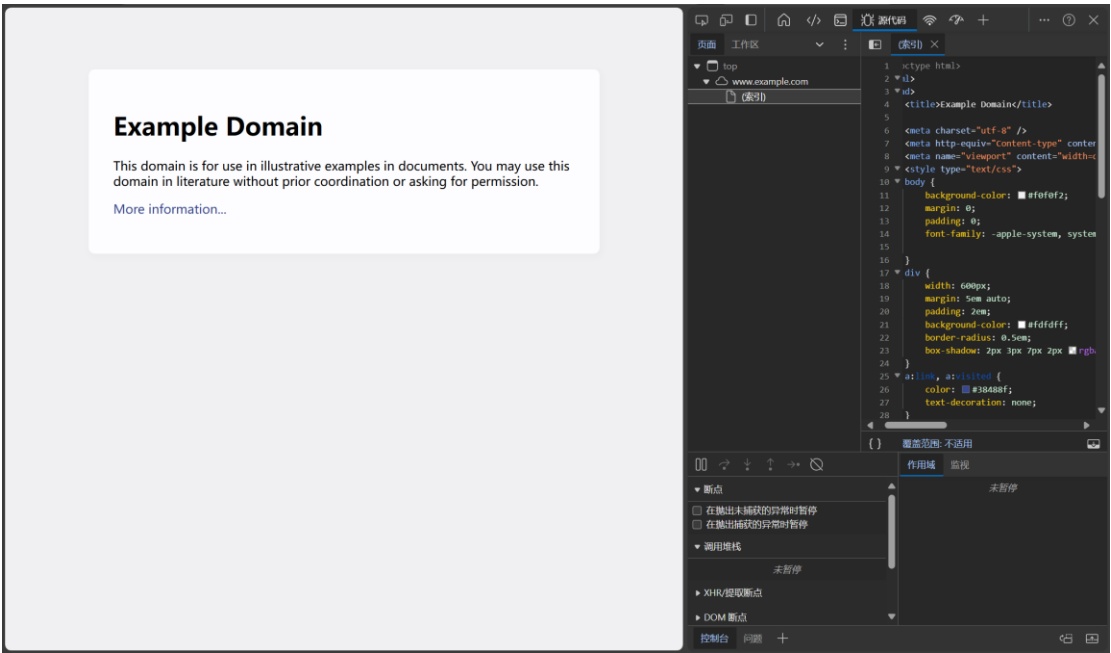 Example Domain
This domain is for use in illustrative examples in documents. You may use this
domain in literature without prior coordination or asking for permission.
More information...
源代码
页面 工作区
(索引)
top
www.example.com
(索引)
1 octype html>
2 ml>
3 ad>
4 <title>Example Domain</title>
5
6 <meta charset="utf-8" />
7 <meta http-equiv="Content-type" conten
8 <meta name="viewport" content="width=d
9 <style type="text/css">
10 body {
11 background-color: #f0f0f2;
12 margin: 0;
13 padding: 0;
14 font-family: -apple-system, system
15
16 }
17 div {
18 width: 600px;
19 margin: 5em auto;
20 padding: 2em;
21 background-color: #fdfdff;
22 border-radius: 0.5em;
23 box-shadow: 2px 3px 7px 2px rgba
24 }
25 a:link, a:visited {
26 color: #38488f;
27 text-decoration: none;
28 }
{ } 覆盖范围: 不适用
作用域 监视
未暂停
断点
在抛出未捕获的异常时暂停
在抛出捕获的异常时暂停
调用堆栈
未暂停
XHR/提取断点
DOM 断点
控制台 问题